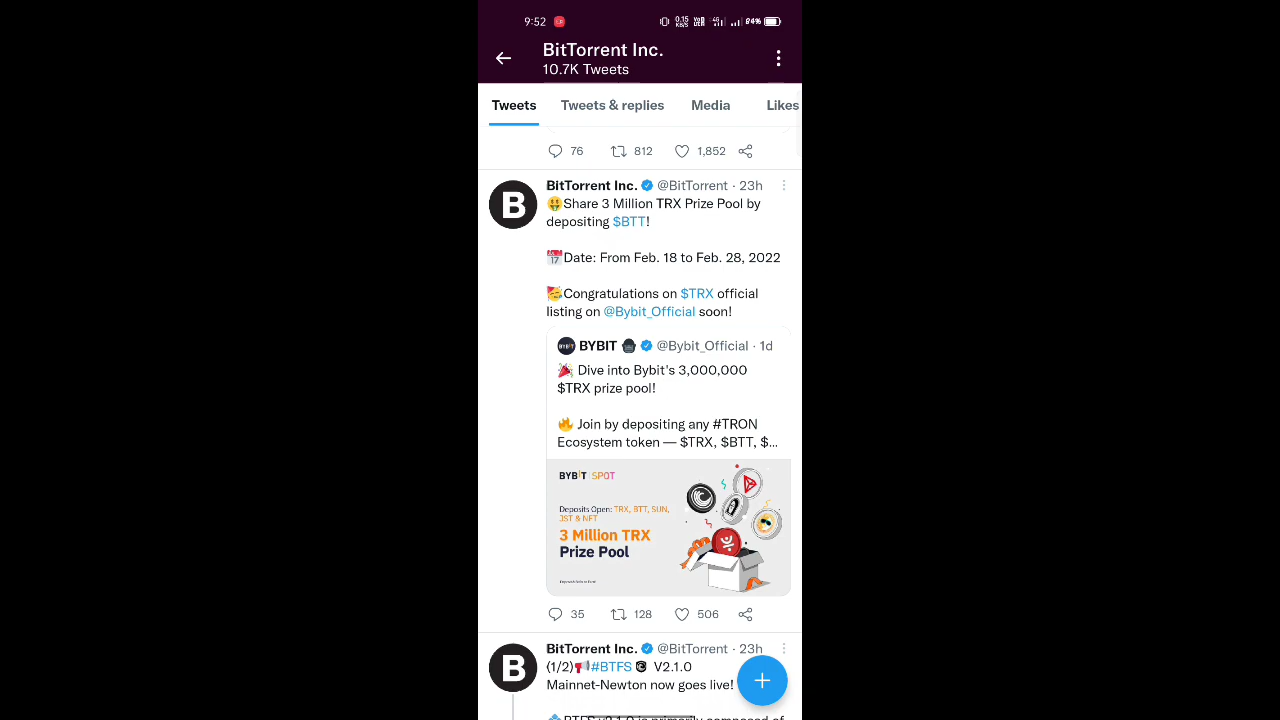 9:52 0.15 KB/S 4G 84%
BitTorrent Inc.
10.7K Tweets
Tweets Tweets & replies Media Likes
76 812 1,852
BitTorrent Inc. @BitTorrent · 23h
🤑Share 3 Million TRX Prize Pool by
depositing $BTT!
📅Date: From Feb. 18 to Feb. 28, 2022
🥳Congratulations on $TRX official
listing on @Bybit_Official soon!
BYBIT @Bybit_Official · 1d
🎉 Dive into Bybit's 3,000,000
$TRX prize pool!
🔥 Join by depositing any #TRON
Ecosystem token — $TRX, $BTT, $...
BYBIT SPOT
Deposits Open: TRX, BTT, SUN,
JST & NFT
3 Million TRX
Prize Pool
35 128 506
BitTorrent Inc. @BitTorrent · 23h
(1/2)📢#BTFS V2.1.0
Mainnet-Newton now goes live!